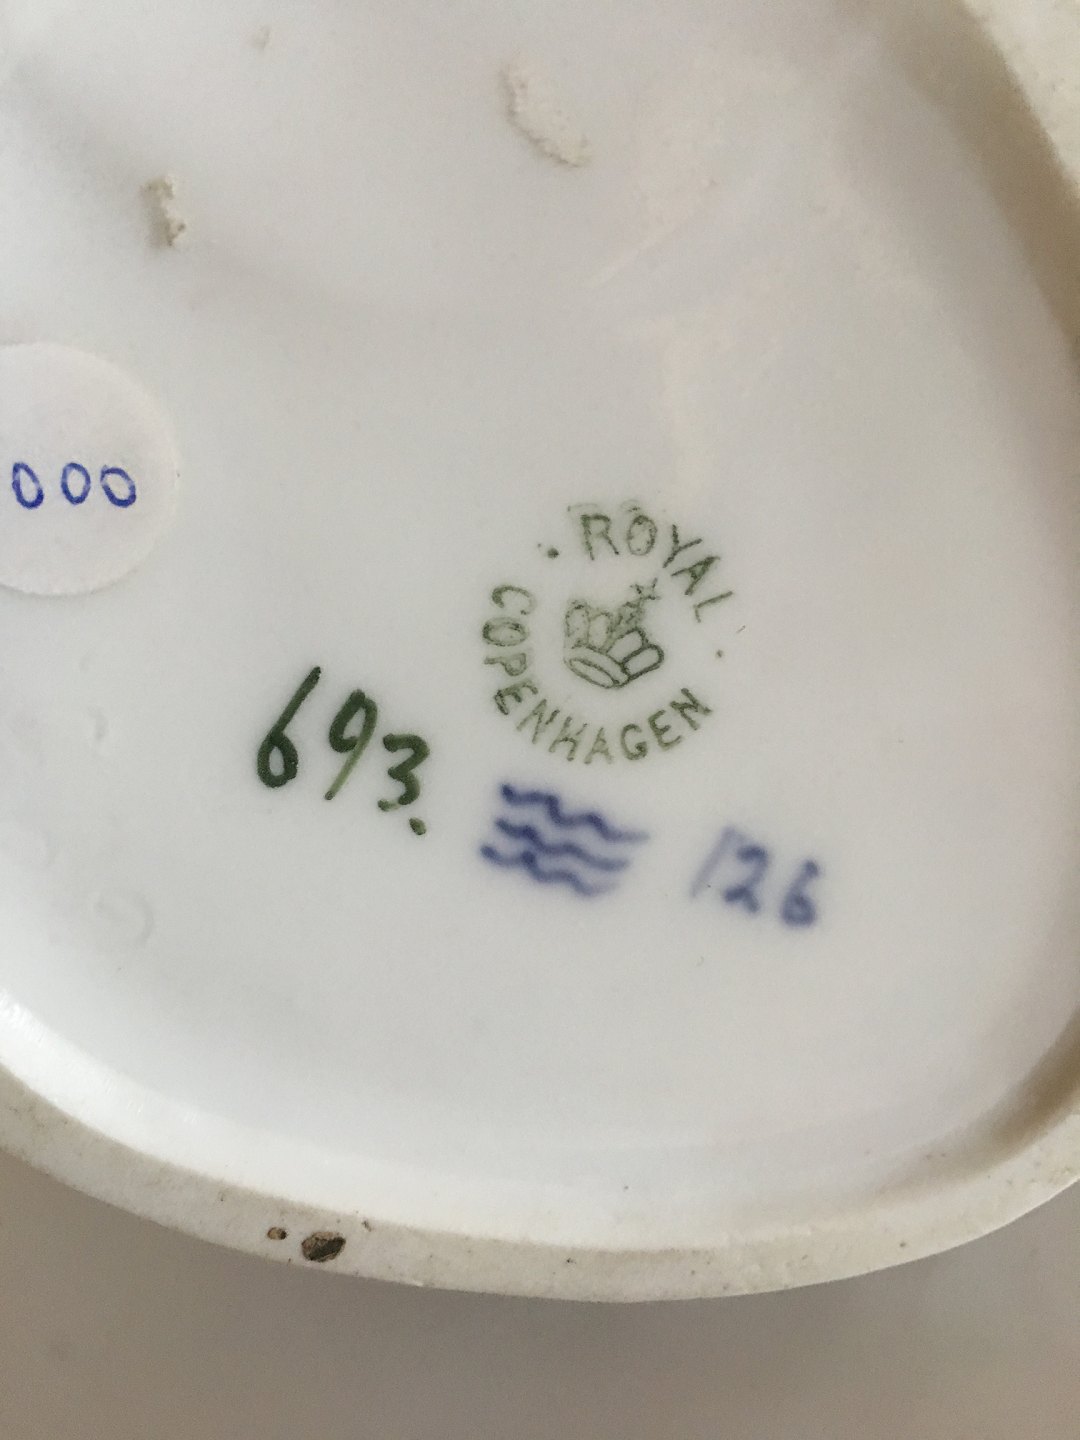 000
ROYAL
COPENHAGEN
693.
126